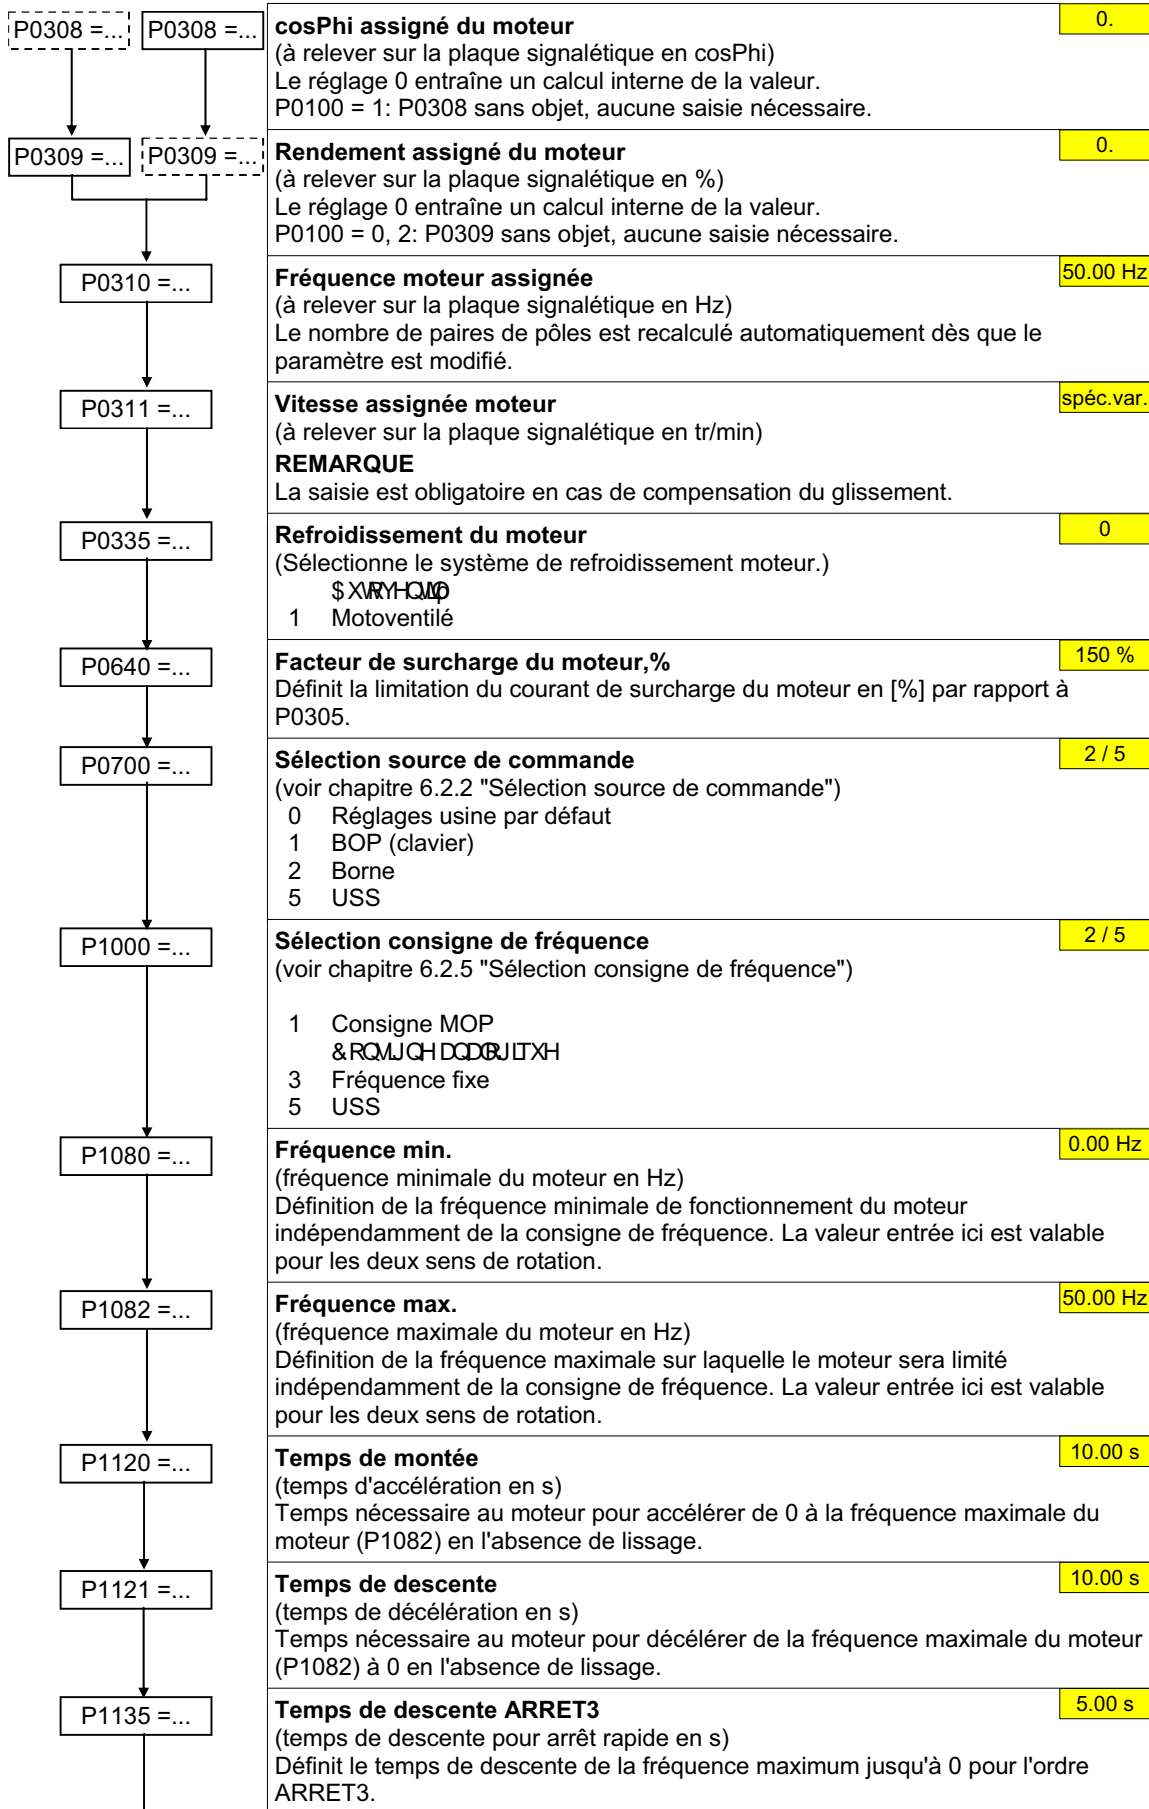 P0308 =... P0308 =...
cosPhi assigné du moteur 0.
(à relever sur la plaque signalétique en cosPhi)
Le réglage 0 entraîne un calcul interne de la valeur.
P0100 = 1: P0308 sans objet, aucune saisie nécessaire.
P0309 =... P0309 =...
Rendement assigné du moteur 0.
(à relever sur la plaque signalétique en %)
Le réglage 0 entraîne un calcul interne de la valeur.
P0100 = 0, 2: P0309 sans objet, aucune saisie nécessaire.
P0310 =...
Fréquence moteur assignée 50.00 Hz
(à relever sur la plaque signalétique en Hz)
Le nombre de paires de pôles est recalculé automatiquement dès que le
paramètre est modifié.
P0311 =...
Vitesse assignée moteur spéc.var.
(à relever sur la plaque signalétique en tr/min)
REMARQUE
La saisie est obligatoire en cas de compensation du glissement.
P0335 =...
Refroidissement du moteur 0
(Sélectionne le système de refroidissement moteur.)
1 Motoventilé
P0640 =...
Facteur de surcharge du moteur,% 150 %
Définit la limitation du courant de surcharge du moteur en [%] par rapport à
P0305.
P0700 =...
Sélection source de commande 2 / 5
(voir chapitre 6.2.2 "Sélection source de commande")
0 Réglages usine par défaut
1 BOP (clavier)
2 Borne
5 USS
P1000 =...
Sélection consigne de fréquence 2 / 5
(voir chapitre 6.2.5 "Sélection consigne de fréquence")
1 Consigne MOP
3 Fréquence fixe
5 USS
P1080 =...
Fréquence min. 0.00 Hz
(fréquence minimale du moteur en Hz)
Définition de la fréquence minimale de fonctionnement du moteur
indépendamment de la consigne de fréquence. La valeur entrée ici est valable
pour les deux sens de rotation.
P1082 =...
Fréquence max. 50.00 Hz
(fréquence maximale du moteur en Hz)
Définition de la fréquence maximale sur laquelle le moteur sera limité
indépendamment de la consigne de fréquence. La valeur entrée ici est valable
pour les deux sens de rotation.
P1120 =...
Temps de montée 10.00 s
(temps d'accélération en s)
Temps nécessaire au moteur pour accélérer de 0 à la fréquence maximale du
moteur (P1082) en l'absence de lissage.
P1121 =...
Temps de descente 10.00 s
(temps de décélération en s)
Temps nécessaire au moteur pour décélérer de la fréquence maximale du moteur
(P1082) à 0 en l'absence de lissage.
P1135 =...
Temps de descente ARRET3 5.00 s
(temps de descente pour arrêt rapide en s)
Définit le temps de descente de la fréquence maximum jusqu'à 0 pour l'ordre
ARRET3.